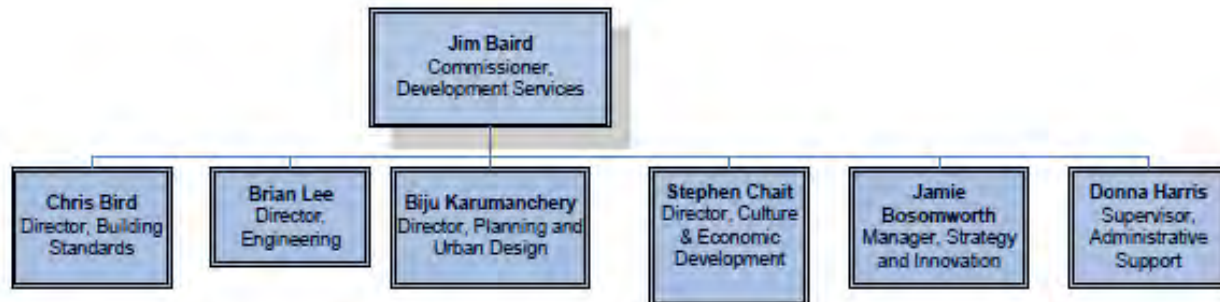 Jim Baird
Commissioner,
Development Services
Chris Bird
Director, Building
Standards
Brian Lee
Director,
Engineering
Biju Karumanchery
Director, Planning and
Urban Design
Stephen Chait
Director, Culture
& Economic
Development
Jamie
Bosomworth
Manager, Strategy
and Innovation
Donna Harris
Supervisor,
Administrative
Support